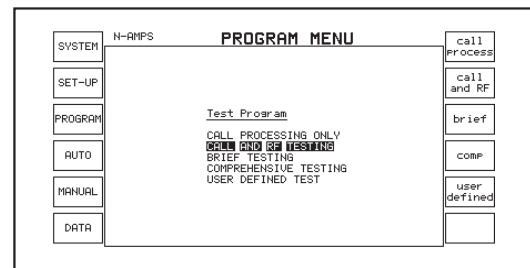 N-AMPS
PROGRAM MENU
SYSTEM
SET-UP
PROGRAM
AUTO
MANUAL
DATA
Test Program
CALL PROCESSING ONLY
CALL AND RF TESTING
BRIEF TESTING
COMPREHENSIVE TESTING
USER DEFINED TEST
call
process
call
and RF
brief
comp
user
defined